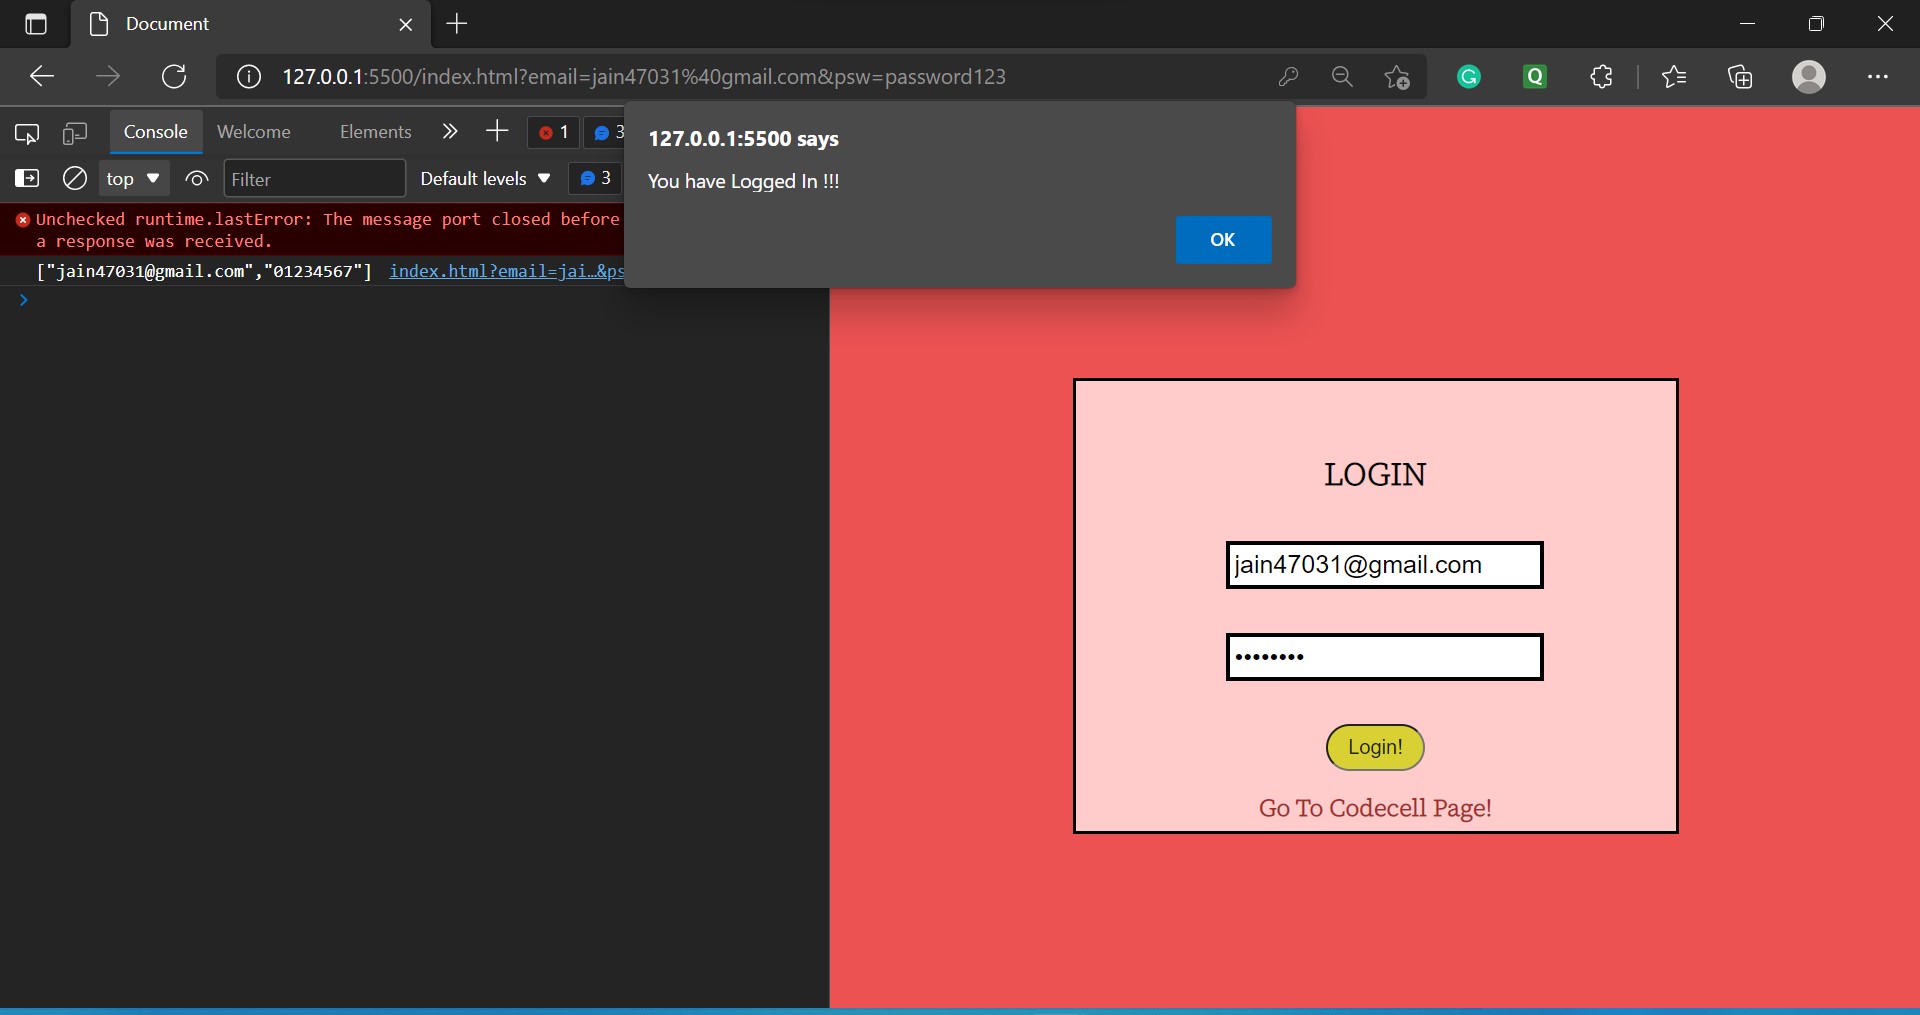 Document
127.0.0.1:5500/index.html?email=jain47031%40gmail.com&psw=password123
Console Welcome Elements 1 3
top Filter Default levels 3
Unchecked runtime.lastError: The message port closed before
a response was received.
["jain47031@gmail.com","01234567"] index.html?email=jai…&ps
127.0.0.1:5500 says
You have Logged In !!!
OK
LOGIN
jain47031@gmail.com
••••••••
Login!
Go To Codecell Page!